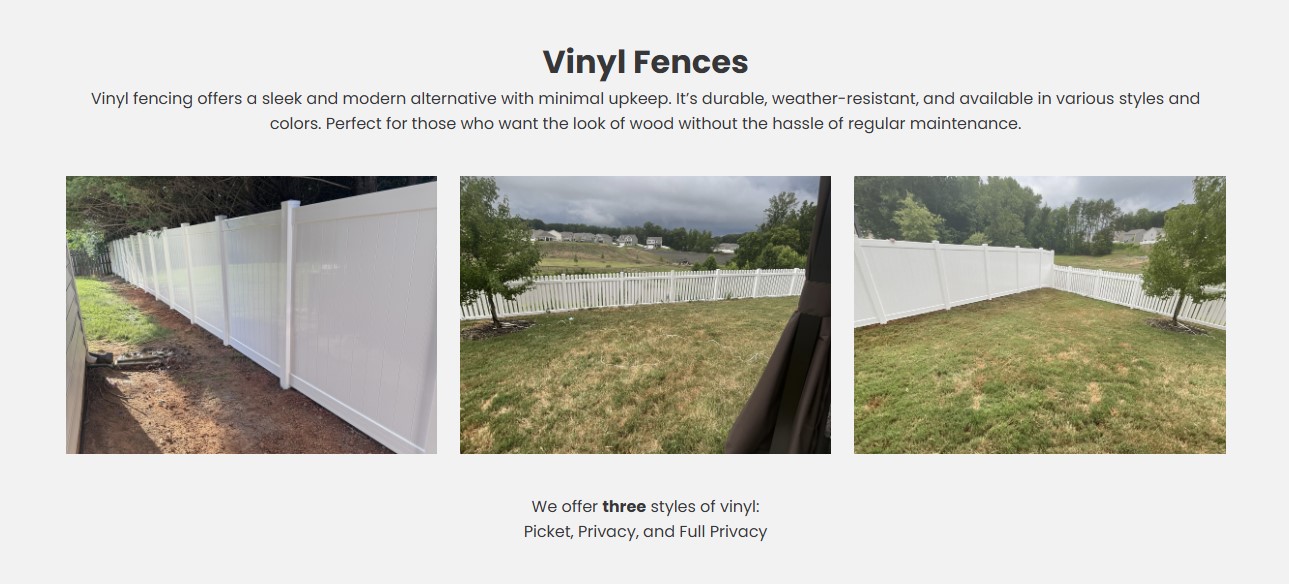 Vinyl Fences
Vinyl fencing offers a sleek and modern alternative with minimal upkeep. It’s durable, weather-resistant, and available in various styles and
colors. Perfect for those who want the look of wood without the hassle of regular maintenance.
We offer three styles of vinyl:
Picket, Privacy, and Full Privacy